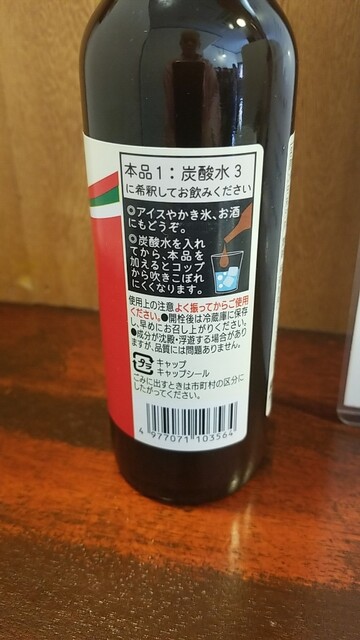 本品1：炭酸水3
に希釈してお飲みください
◎アイスやかき氷、お酒
にもどうぞ。
◎炭酸水を入れ
てから、本品を
加えるとコップ
から吹きこぼれ
にくくなります。
使用上の注意 よく振ってからご使用
ください。●開栓後は冷蔵庫に保存
し、早めにお召し上がりください。
●成分が沈殿・浮遊する場合があり
ますが、品質には問題ありません。
プラ
キャップ
キャップシール
ごみに出すときは市町村の区分に
したがってください。
4 977071 103564